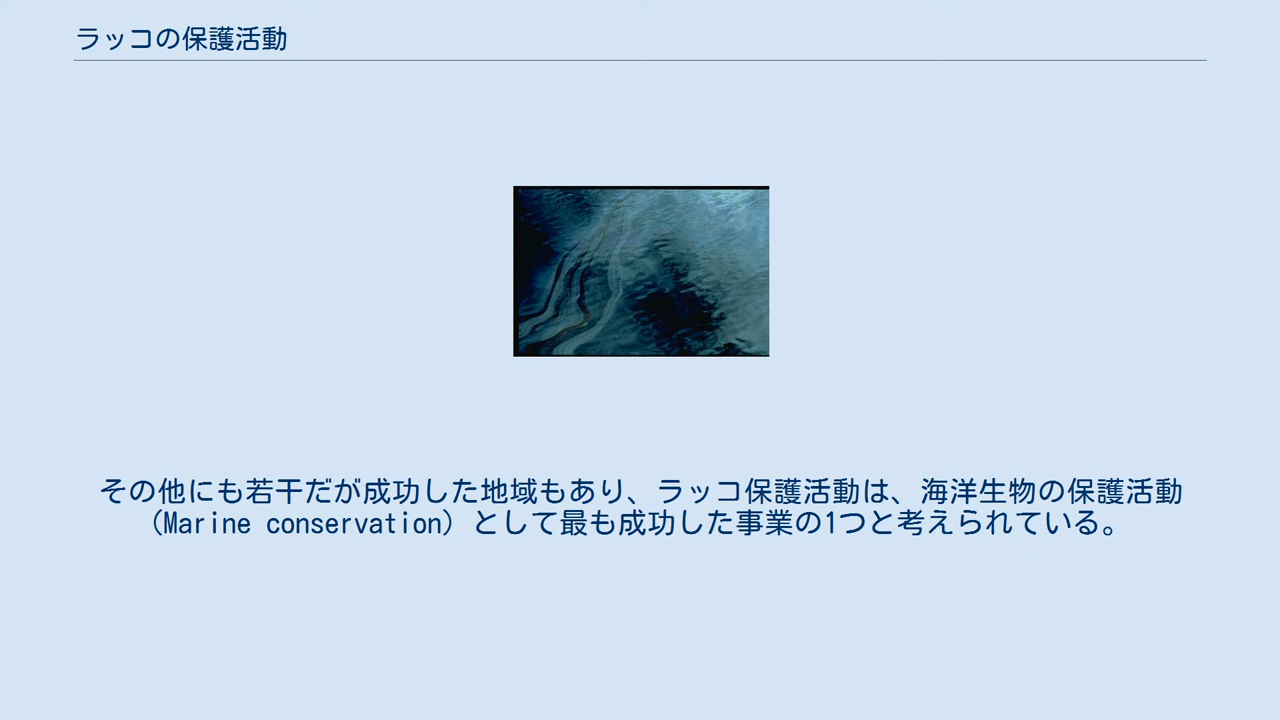 ラッコの保護活動
その他にも若干だが成功した地域もあり、ラッコ保護活動は、海洋生物の保護活動
（Marine conservation）として最も成功した事業の1つと考えられている。